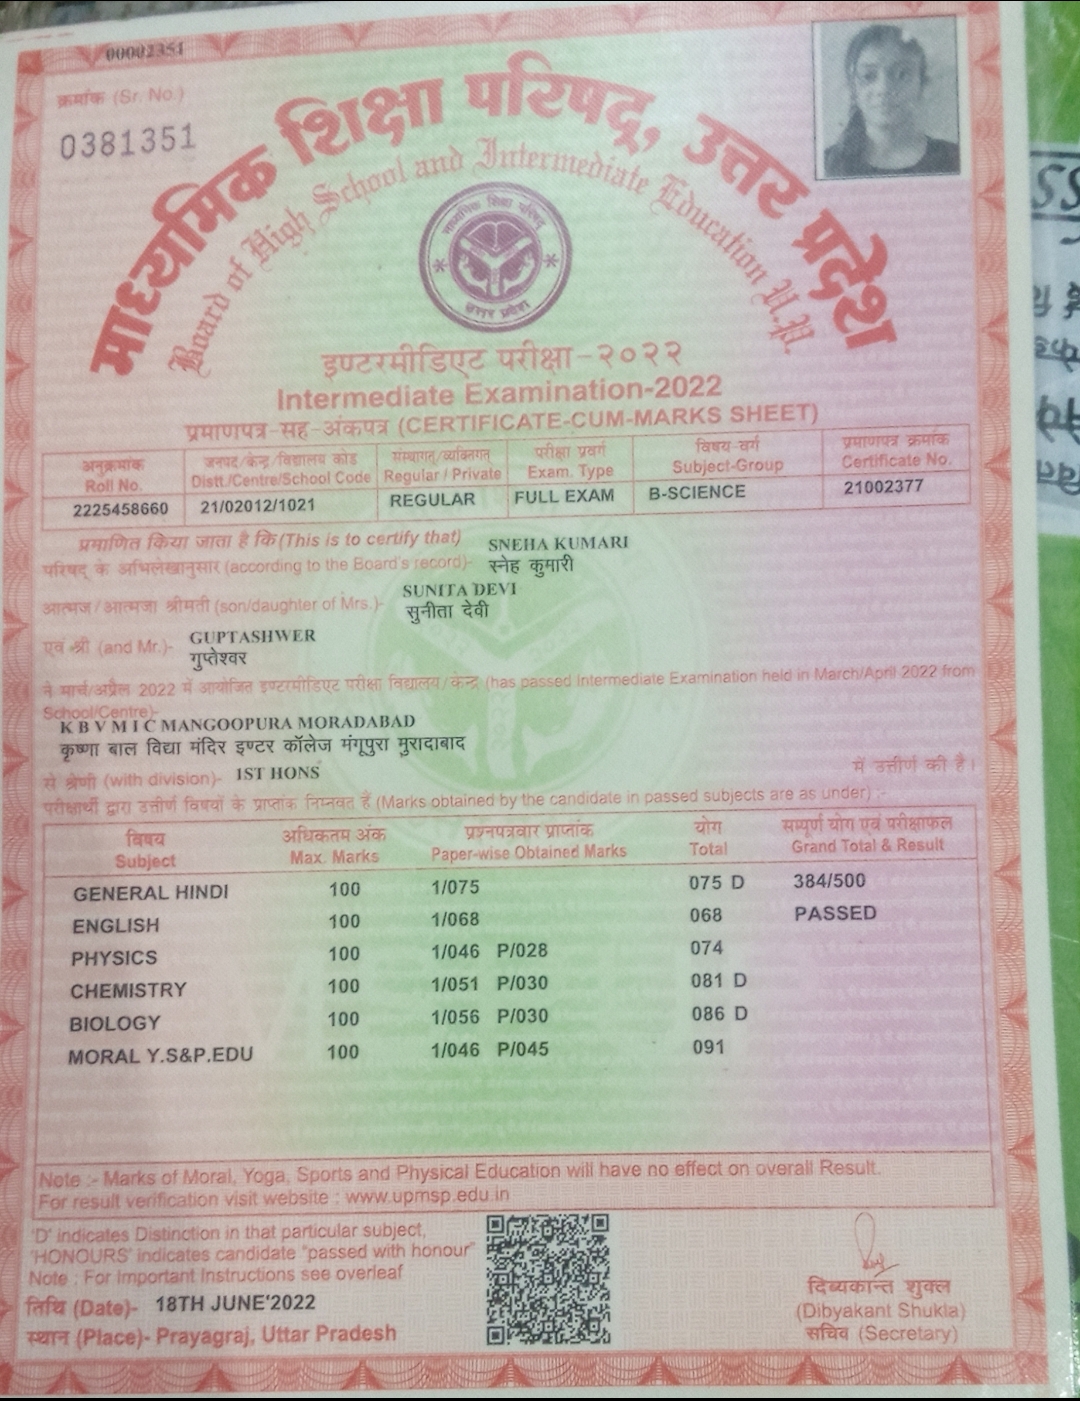 00002351
क्रमांक (Sr. No.)
0381351
माध्यमिक शिक्षा परिषद्, उत्तर प्रदेश
Board of High School and Intermediate Education U.P.
माध्यमिक शिक्षा परिषद्
उत्तर प्रदेश
इण्टरमीडिएट परीक्षा-२०२२
Intermediate Examination-2022
प्रमाणपत्र-सह-अंकपत्र (CERTIFICATE-CUM-MARKS SHEET)
अनुक्रमांक जनपद/केन्द्र/विद्यालय कोड संस्थागत/व्यक्तिगत परीक्षा प्रवर्ग विषय-वर्ग प्रमाणपत्र क्रमांक
Roll No. Distt./Centre/School Code Regular / Private Exam. Type Subject-Group Certificate No.
2225458660 21/02012/1021 REGULAR FULL EXAM B-SCIENCE 21002377
प्रमाणित किया जाता है कि (This is to certify that) SNEHA KUMARI
परिषद् के अभिलेखानुसार (according to the Board's record)- स्नेह कुमारी
SUNITA DEVI
आत्मज/आत्मजा श्रीमती (son/daughter of Mrs.)- सुनीता देवी
एवं श्री (and Mr.)- GUPTASHWER
गुप्तेश्वर
ने मार्च/अप्रैल 2022 में आयोजित इण्टरमीडिएट परीक्षा विद्यालय/केन्द्र (has passed Intermediate Examination held in March/April 2022 from
School/Centre)-
K B V M I C MANGOOPURA MORADABAD
कृष्णा बाल विद्या मंदिर इण्टर कॉलेज मंगूपुरा मुरादाबाद
से श्रेणी (with division)- 1ST HONS में उत्तीर्ण की है।
परीक्षार्थी द्वारा उत्तीर्ण विषयों के प्राप्तांक निम्नवत हैं (Marks obtained by the candidate in passed subjects are as under) :-
विषय अधिकतम अंक प्रश्नपत्रवार प्राप्तांक योग सम्पूर्ण योग एवं परीक्षाफल
Subject Max. Marks Paper-wise Obtained Marks Total Grand Total & Result
GENERAL HINDI 100 1/075 075 D 384/500
ENGLISH 100 1/068 068 PASSED
PHYSICS 100 1/046 P/028 074
CHEMISTRY 100 1/051 P/030 081 D
BIOLOGY 100 1/056 P/030 086 D
MORAL Y.S&P.EDU 100 1/046 P/045 091
Note :- Marks of Moral, Yoga, Sports and Physical Education will have no effect on overall Result.
For result verification visit website : www.upmsp.edu.in
'D' indicates Distinction in that particular subject,
'HONOURS' indicates candidate "passed with honour"
Note : For Important Instructions see overleaf
तिथि (Date)- 18TH JUNE'2022
स्थान (Place)- Prayagraj, Uttar Pradesh
दिब्यकान्त शुक्ल
(Dibyakant Shukla)
सचिव (Secretary)